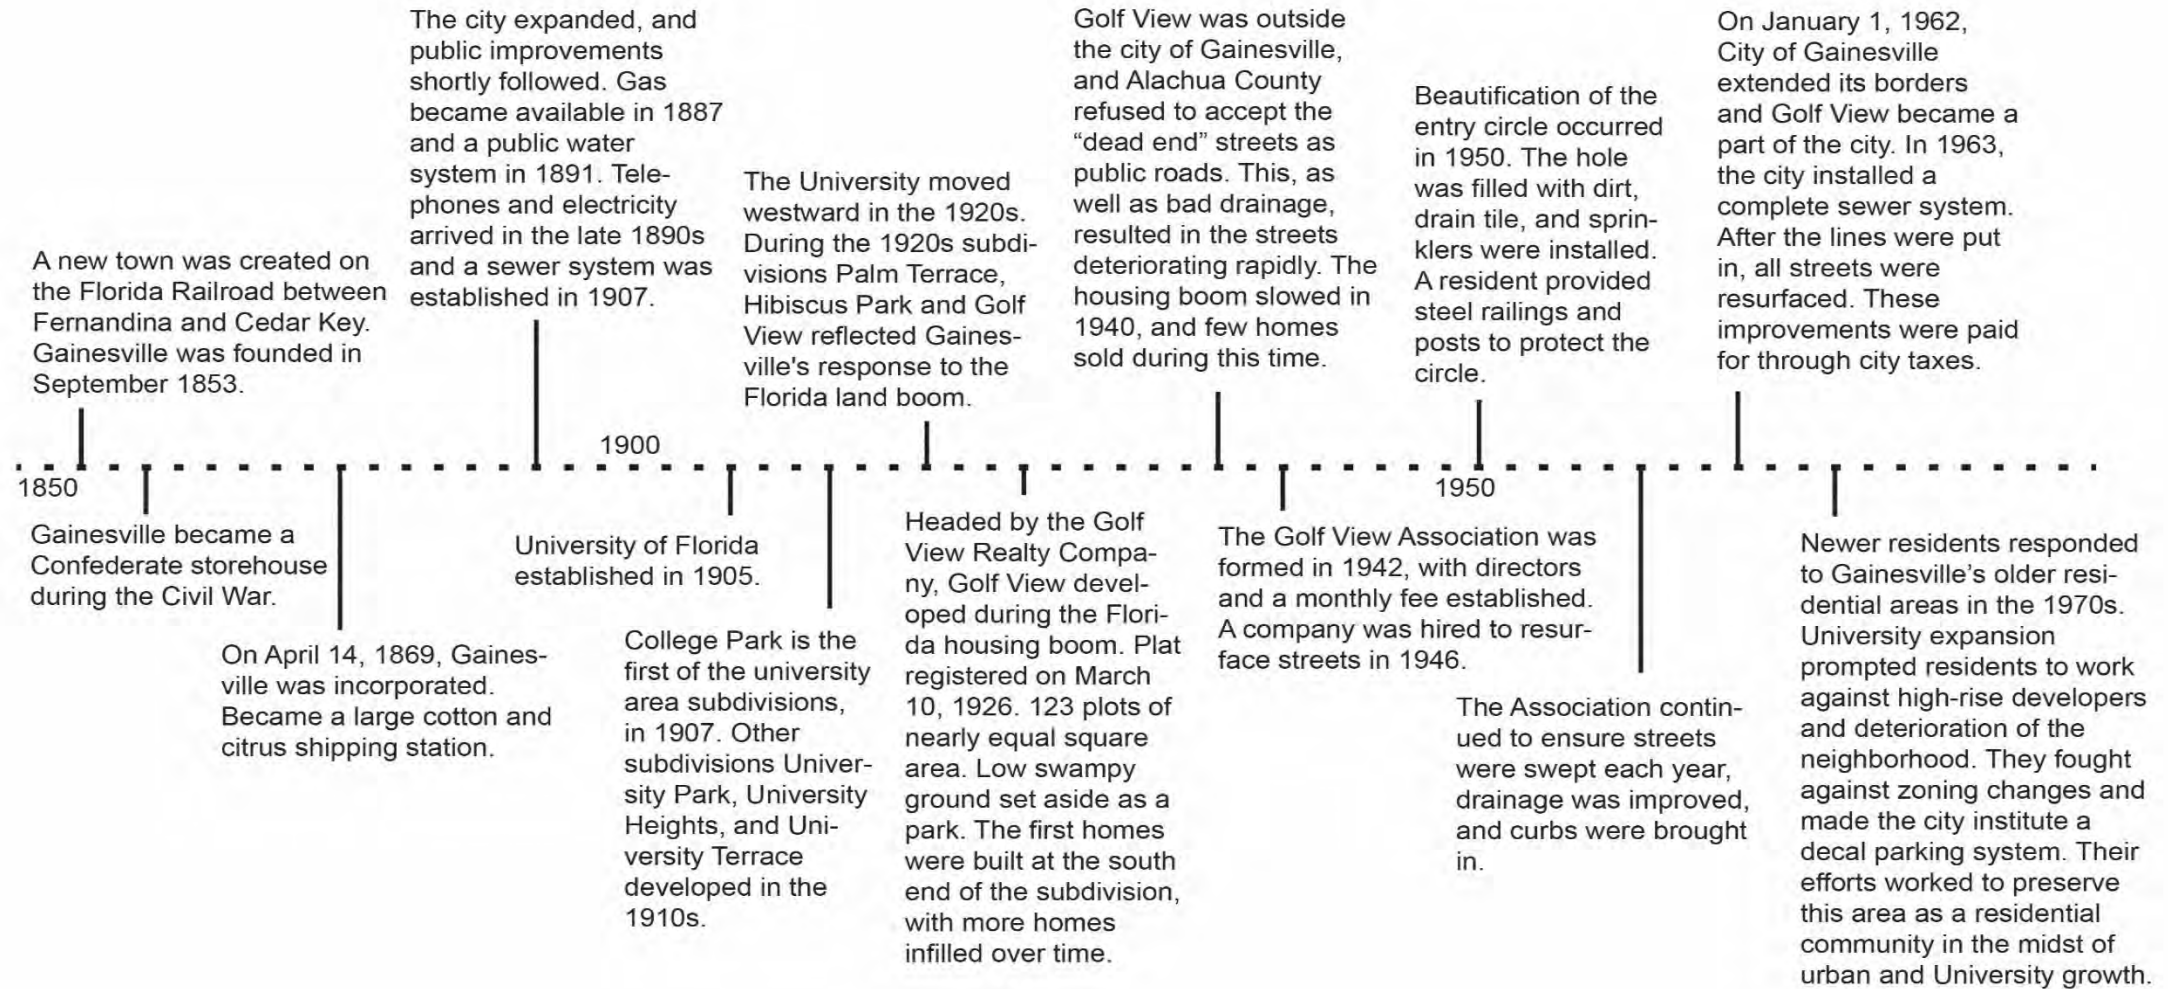 A new town was created on
the Florida Railroad between
Fernandina and Cedar Key.
Gainesville was founded in
September 1853.
The city expanded, and
public improvements
shortly followed. Gas
became available in 1887
and a public water
system in 1891. Tele-
phones and electricity
arrived in the late 1890s
and a sewer system was
established in 1907.
The University moved
westward in the 1920s.
During the 1920s subdi-
visions Palm Terrace,
Hibiscus Park and Golf
View reflected Gaines-
ville's response to the
Florida land boom.
Golf View was outside
the city of Gainesville,
and Alachua County
refused to accept the
“dead end” streets as
public roads. This, as
well as bad drainage,
resulted in the streets
deteriorating rapidly. The
housing boom slowed in
1940, and few homes
sold during this time.
Beautification of the
entry circle occurred
in 1950. The hole
was filled with dirt,
drain tile, and sprin-
klers were installed.
A resident provided
steel railings and
posts to protect the
circle.
On January 1, 1962,
City of Gainesville
extended its borders
and Golf View became a
part of the city. In 1963,
the city installed a
complete sewer system.
After the lines were put
in, all streets were
resurfaced. These
improvements were paid
for through city taxes.
1850
1900
1950
Gainesville became a
Confederate storehouse
during the Civil War.
On April 14, 1869, Gaines-
ville was incorporated.
Became a large cotton and
citrus shipping station.
University of Florida
established in 1905.
College Park is the
first of the university
area subdivisions,
in 1907. Other
subdivisions Univer-
sity Park, University
Heights, and Uni-
versity Terrace
developed in the
1910s.
Headed by the Golf
View Realty Compa-
ny, Golf View devel-
oped during the Flori-
da housing boom. Plat
registered on March
10, 1926. 123 plots of
nearly equal square
area. Low swampy
ground set aside as a
park. The first homes
were built at the south
end of the subdivision,
with more homes
infilled over time.
The Golf View Association was
formed in 1942, with directors
and a monthly fee established.
A company was hired to resur-
face streets in 1946.
The Association contin-
ued to ensure streets
were swept each year,
drainage was improved,
and curbs were brought
in.
Newer residents responded
to Gainesville’s older resi-
dential areas in the 1970s.
University expansion
prompted residents to work
against high-rise developers
and deterioration of the
neighborhood. They fought
against zoning changes and
made the city institute a
decal parking system. Their
efforts worked to preserve
this area as a residential
community in the midst of
urban and University growth.